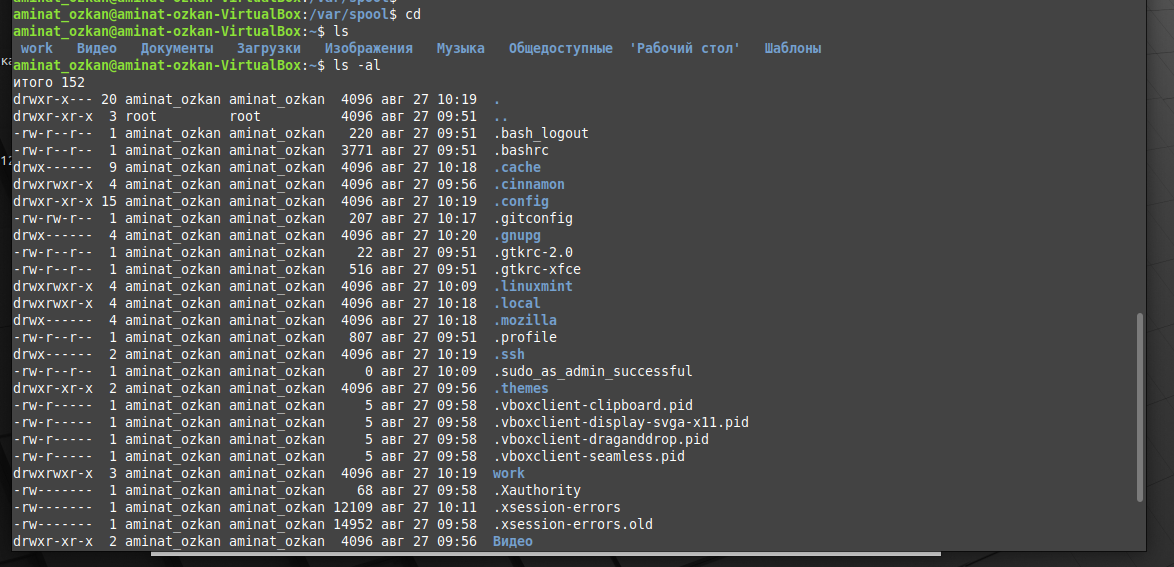 aminat_ozkan@aminat-ozkan-VirtualBox:/var/spool$
aminat_ozkan@aminat-ozkan-VirtualBox:/var/spool$ cd
aminat_ozkan@aminat-ozkan-VirtualBox:~$ ls
work   Видео   Документы   Загрузки   Изображения   Музыка   Общедоступные  'Рабочий стол'   Шаблоны
aminat_ozkan@aminat-ozkan-VirtualBox:~$ ls -al
итого 152
drwxr-x--- 20 aminat_ozkan aminat_ozkan  4096 авг 27 10:19 .
drwxr-xr-x  3 root         root          4096 авг 27 09:51 ..
-rw-r--r--  1 aminat_ozkan aminat_ozkan   220 авг 27 09:51 .bash_logout
-rw-r--r--  1 aminat_ozkan aminat_ozkan  3771 авг 27 09:51 .bashrc
drwx------  9 aminat_ozkan aminat_ozkan  4096 авг 27 10:18 .cache
drwxrwxr-x  4 aminat_ozkan aminat_ozkan  4096 авг 27 09:56 .cinnamon
drwxr-xr-x 15 aminat_ozkan aminat_ozkan  4096 авг 27 10:19 .config
-rw-rw-r--  1 aminat_ozkan aminat_ozkan   207 авг 27 10:17 .gitconfig
drwx------  4 aminat_ozkan aminat_ozkan  4096 авг 27 10:20 .gnupg
-rw-r--r--  1 aminat_ozkan aminat_ozkan    22 авг 27 09:51 .gtkrc-2.0
-rw-r--r--  1 aminat_ozkan aminat_ozkan   516 авг 27 09:51 .gtkrc-xfce
drwxrwxr-x  4 aminat_ozkan aminat_ozkan  4096 авг 27 10:09 .linuxmint
drwxrwxr-x  4 aminat_ozkan aminat_ozkan  4096 авг 27 10:18 .local
drwx------  4 aminat_ozkan aminat_ozkan  4096 авг 27 10:18 .mozilla
-rw-r--r--  1 aminat_ozkan aminat_ozkan   807 авг 27 09:51 .profile
drwx------  2 aminat_ozkan aminat_ozkan  4096 авг 27 10:19 .ssh
-rw-r--r--  1 aminat_ozkan aminat_ozkan     0 авг 27 10:09 .sudo_as_admin_successful
drwxr-xr-x  2 aminat_ozkan aminat_ozkan  4096 авг 27 09:56 .themes
-rw-r-----  1 aminat_ozkan aminat_ozkan     5 авг 27 09:58 .vboxclient-clipboard.pid
-rw-r-----  1 aminat_ozkan aminat_ozkan     5 авг 27 09:58 .vboxclient-display-svga-x11.pid
-rw-r-----  1 aminat_ozkan aminat_ozkan     5 авг 27 09:58 .vboxclient-draganddrop.pid
-rw-r-----  1 aminat_ozkan aminat_ozkan     5 авг 27 09:58 .vboxclient-seamless.pid
drwxrwxr-x  3 aminat_ozkan aminat_ozkan  4096 авг 27 10:19 work
-rw-------  1 aminat_ozkan aminat_ozkan    68 авг 27 09:58 .Xauthority
-rw-------  1 aminat_ozkan aminat_ozkan 12109 авг 27 10:11 .xsession-errors
-rw-------  1 aminat_ozkan aminat_ozkan 14952 авг 27 09:58 .xsession-errors.old
drwxr-xr-x  2 aminat_ozkan aminat_ozkan  4096 авг 27 09:56 Видео